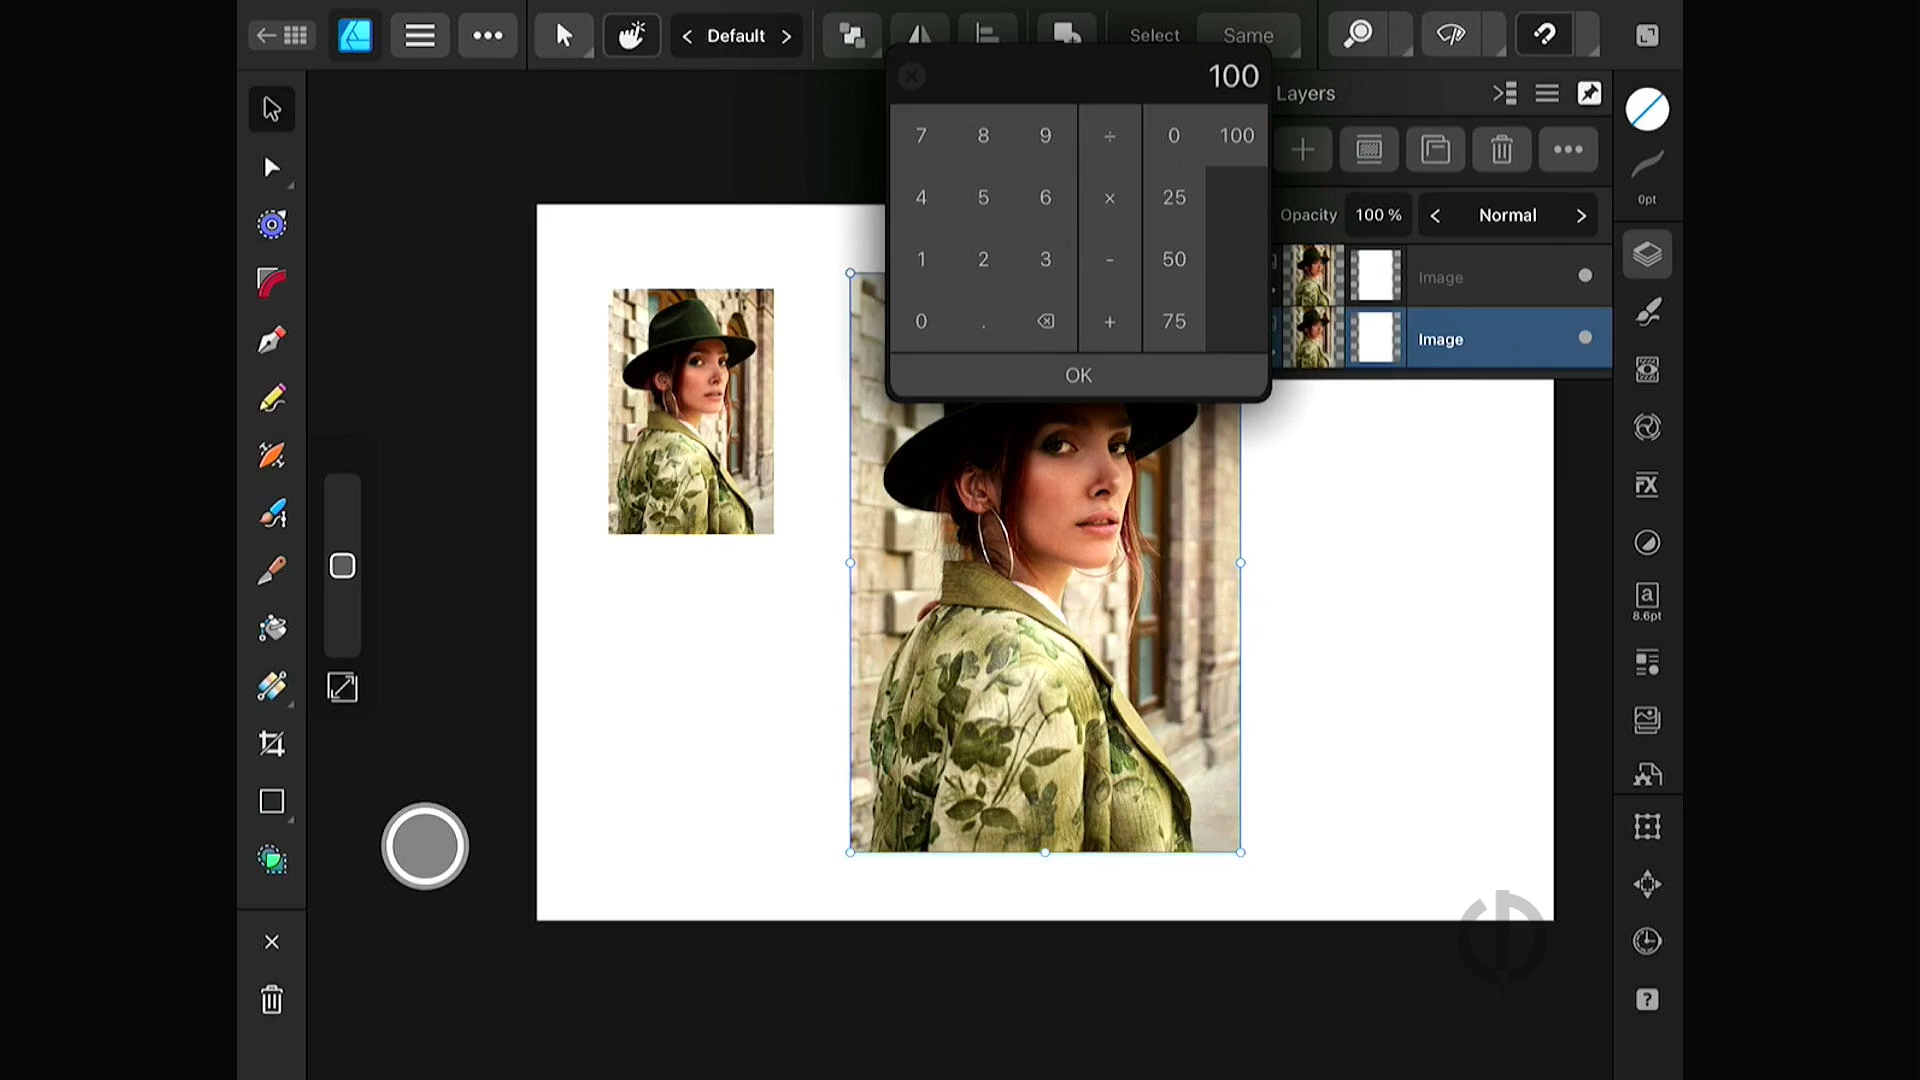 Default
Select
Same
100
7 8 9 ÷ 0 100
4 5 6 × 25
1 2 3 - 50
0 . + 75
OK
Layers
Opacity 100 % Normal
Image
Image
0pt
FX
a
8.6pt
?